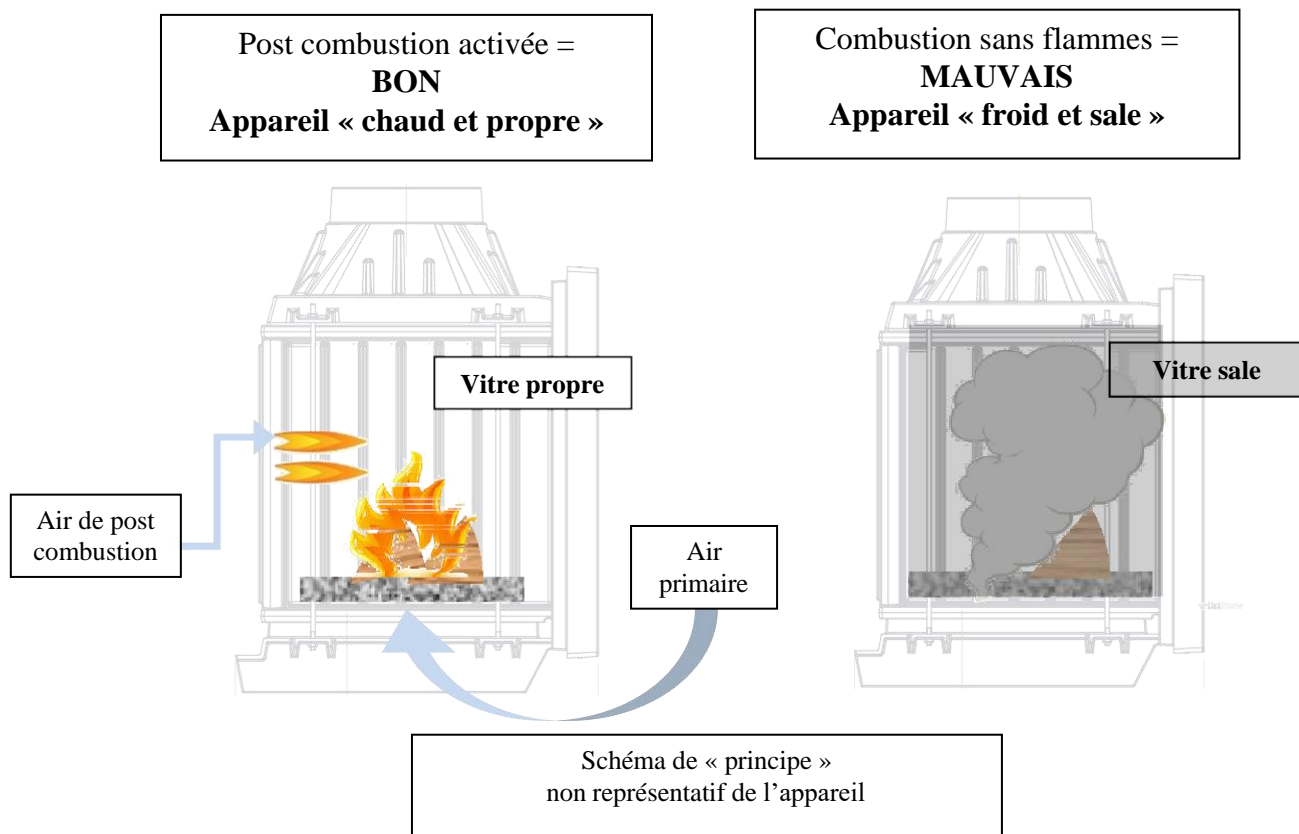 Post combustion activée =
BON
Appareil « chaud et propre »
Combustion sans flammes =
MAUVAIS
Appareil « froid et sale »
Vitre propre
Vitre sale
Air de post
combustion
Air
primaire
Schéma de « principe »
non représentatif de l’appareil